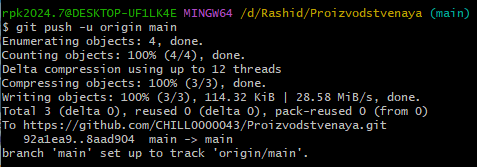 rpk2024.7@DESKTOP-UF1LK4E MINGW64 /d/Rashid/Proizvodstvenaya (main)
$ git push -u origin main
Enumerating objects: 4, done.
Counting objects: 100% (4/4), done.
Delta compression using up to 12 threads
Compressing objects: 100% (3/3), done.
Writing objects: 100% (3/3), 114.32 KiB | 28.58 MiB/s, done.
Total 3 (delta 0), reused 0 (delta 0), pack-reused 0 (from 0)
To https://github.com/CHILL0000043/Proizvodstvenaya.git
   92a1ea9..8aad904  main -> main
branch 'main' set up to track 'origin/main'.